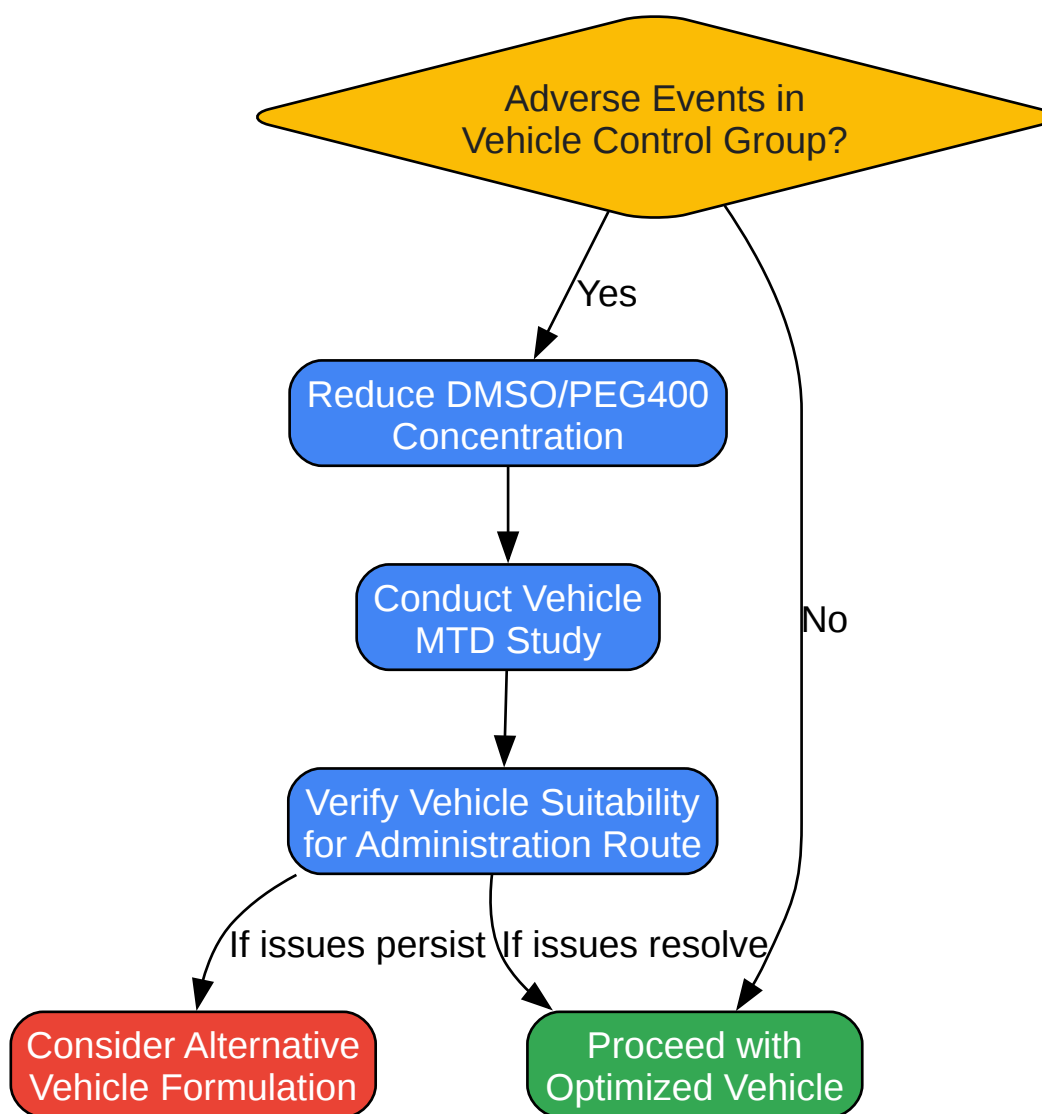 Adverse Events in
Vehicle Control Group?
Yes
Reduce DMSO/PEG400
Concentration
Conduct Vehicle
MTD Study
No
Verify Vehicle Suitability
for Administration Route
If issues persist
If issues resolve
Consider Alternative
Vehicle Formulation
Proceed with
Optimized Vehicle